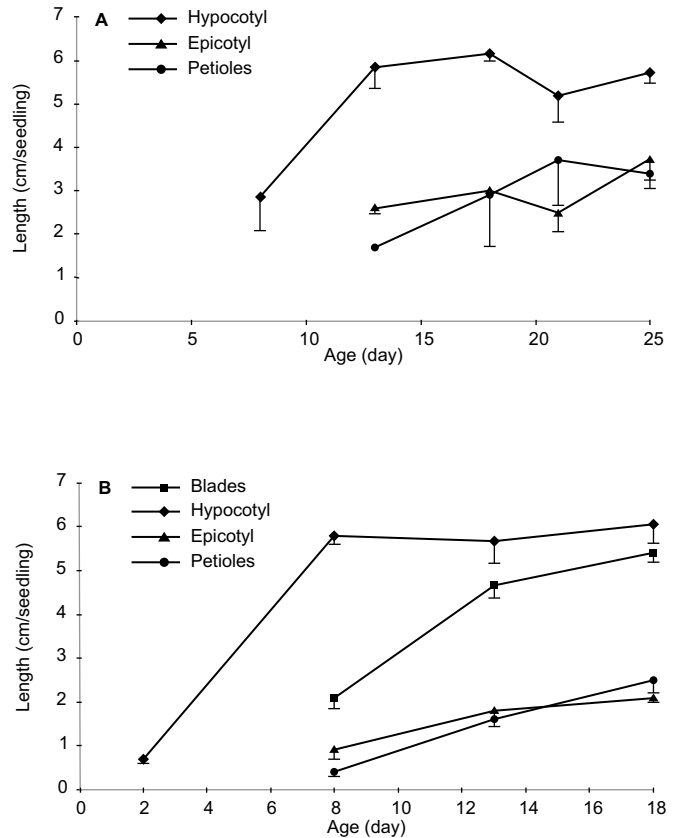 A
Hypocotyl
Epicotyl
Petioles
7
6
5
4
3
2
1
0
Length (cm/seedling)
0 5 10 15 20 25
Age (day)
B
Blades
Hypocotyl
Epicotyl
Petioles
7
6
5
4
3
2
1
0
Length (cm/seedling)
0 2 4 6 8 10 12 14 16 18
Age (day)